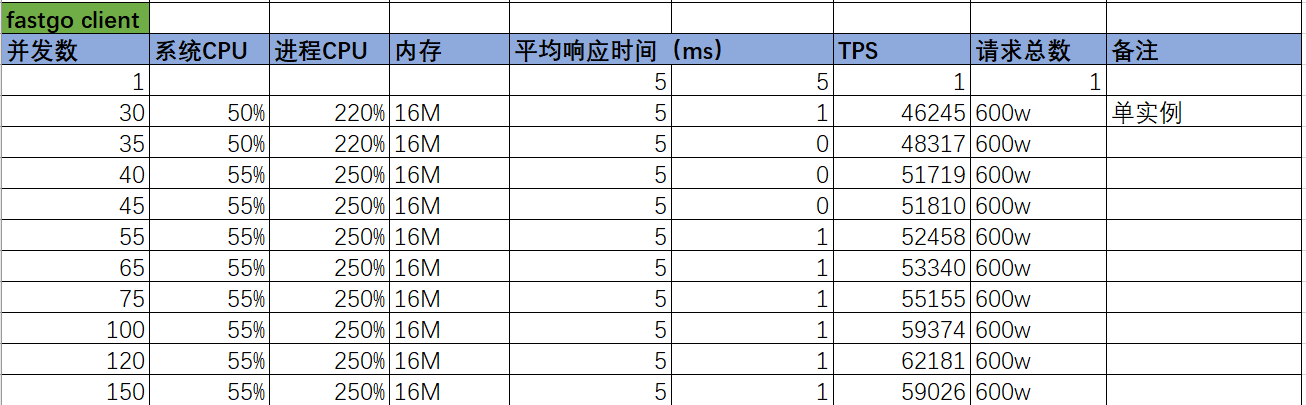 fastgo client
并发数 系统CPU 进程CPU 内存 平均响应时间（ms） TPS 请求总数 备注
1 5 5 1 1
30 50% 220% 16M 5 1 46245 600w 单实例
35 50% 220% 16M 5 0 48317 600w
40 55% 250% 16M 5 0 51719 600w
45 55% 250% 16M 5 0 51810 600w
55 55% 250% 16M 5 1 52458 600w
65 55% 250% 16M 5 1 53340 600w
75 55% 250% 16M 5 1 55155 600w
100 55% 250% 16M 5 1 59374 600w
120 55% 250% 16M 5 1 62181 600w
150 55% 250% 16M 5 1 59026 600w